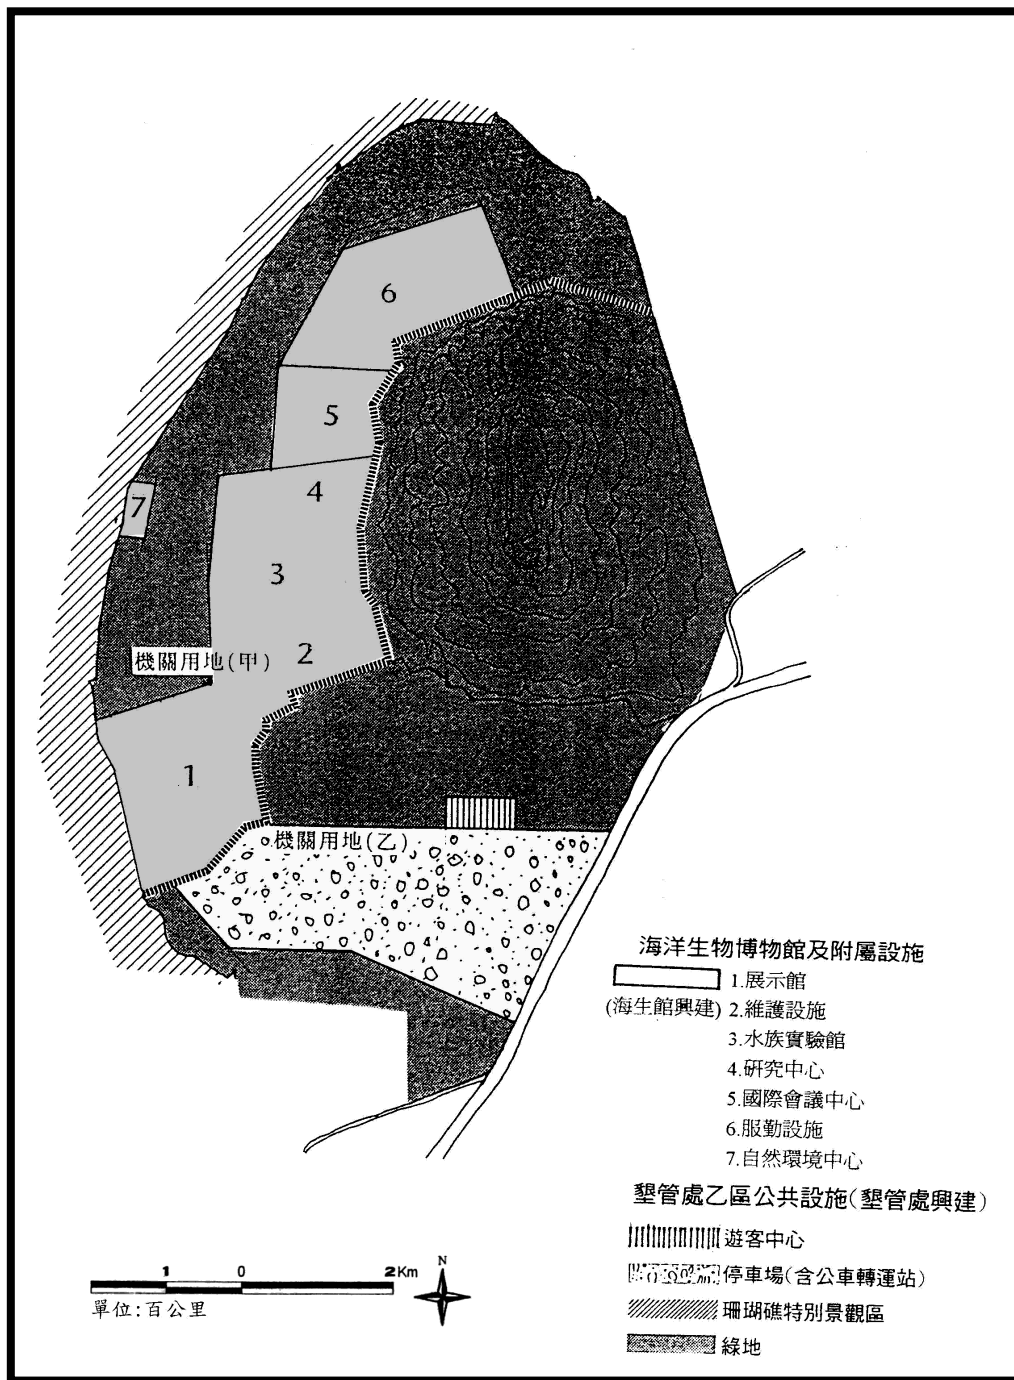 6
5
4
7
3
機關用地(甲)
2
1
機關用地(乙)
海洋生物博物館及附屬設施
1.展示館
(海生館興建) 2.維護設施
3.水族實驗館
4.研究中心
5.國際會議中心
6.服勤設施
7.自然環境中心
墾管處乙區公共設施(墾管處興建)
遊客中心
停車場(含公車轉運站)
珊瑚礁特別景觀區
綠地
1 0 2Km
N
單位:百公里